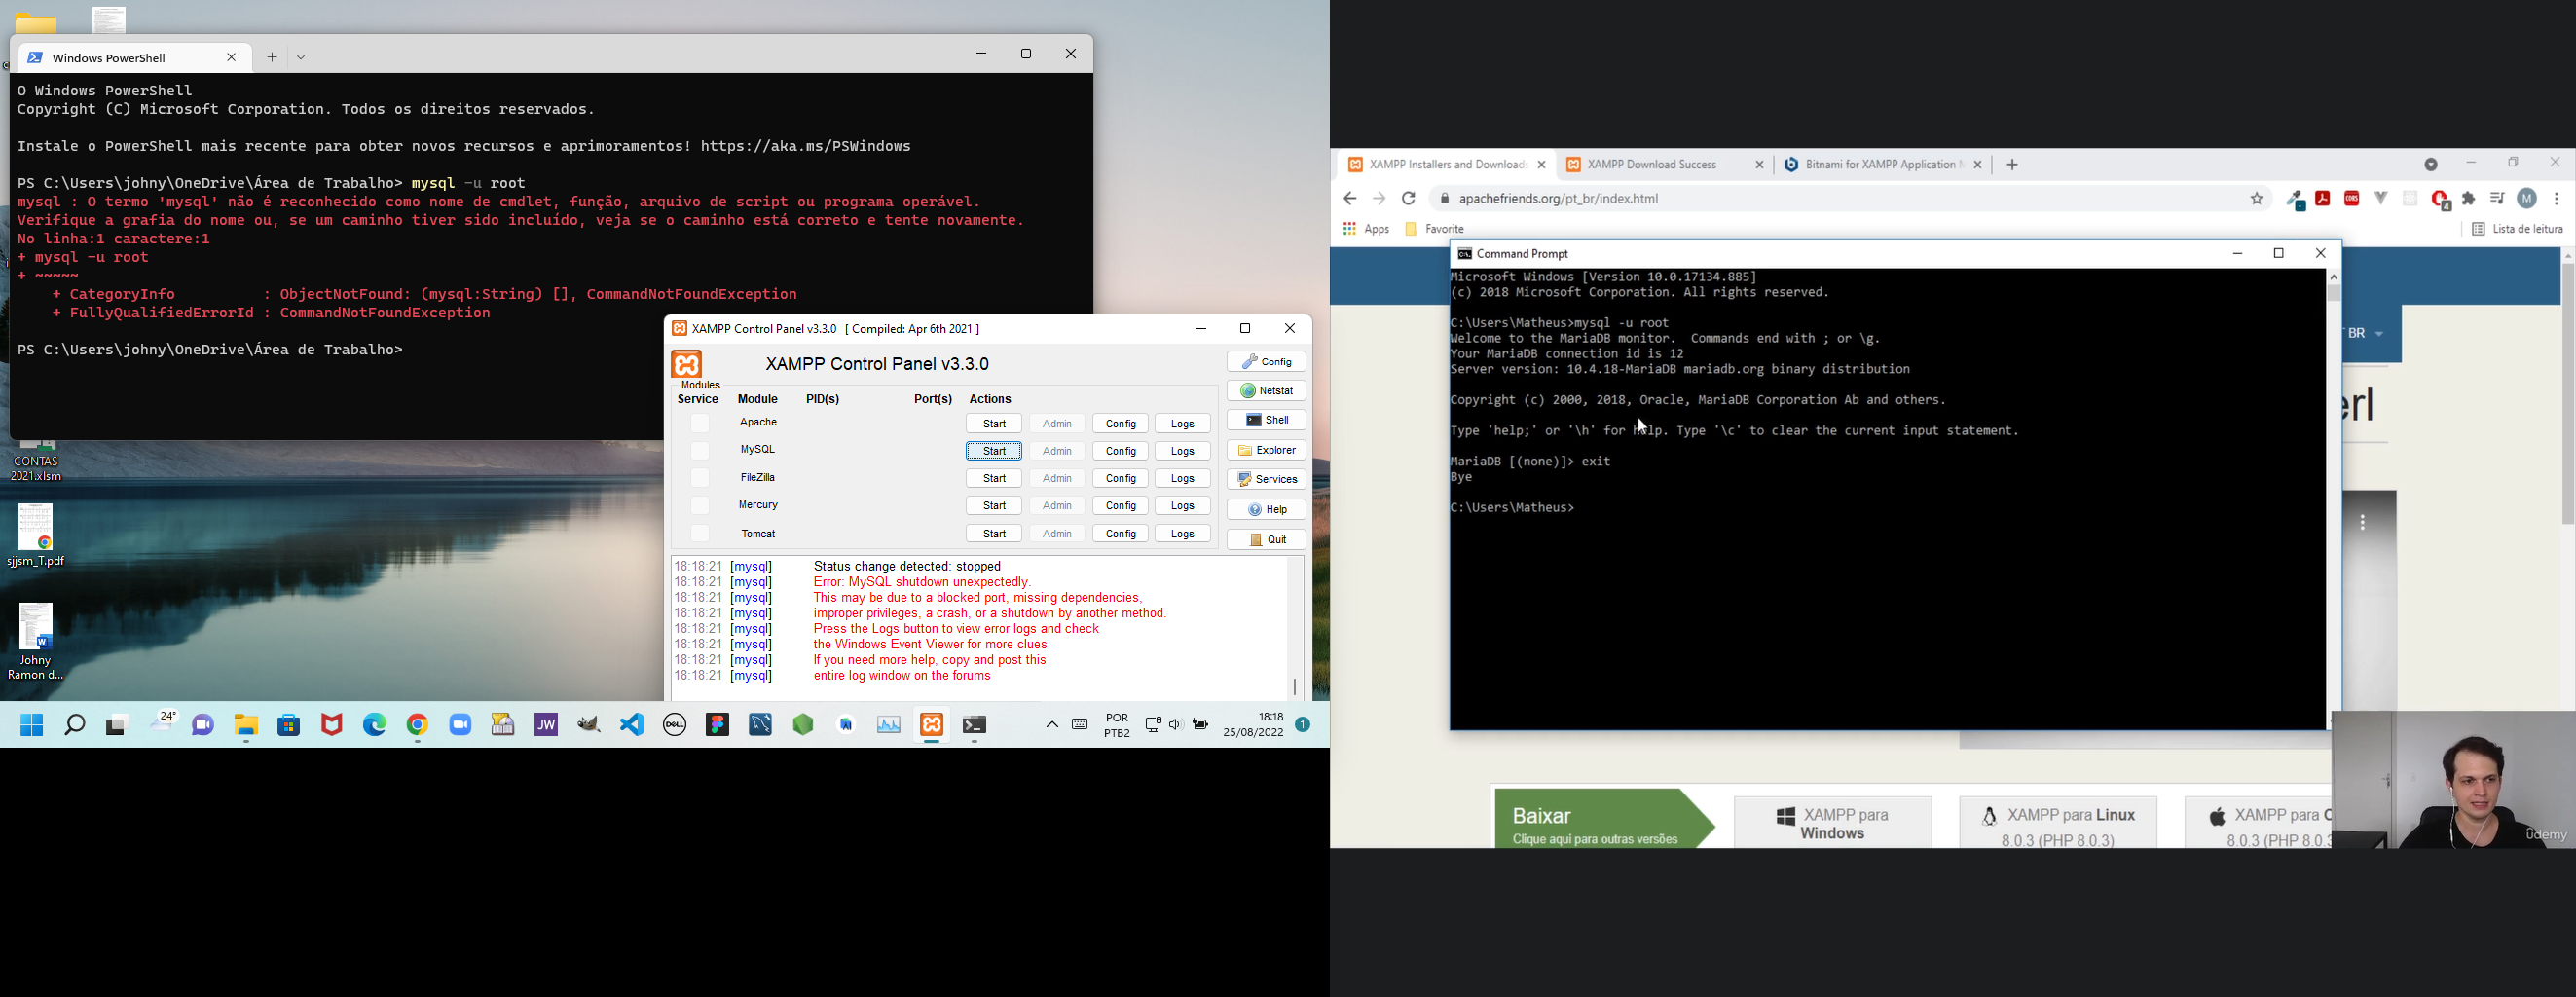 Windows PowerShell
O Windows PowerShell
Copyright (C) Microsoft Corporation. Todos os direitos reservados.
Instale o PowerShell mais recente para obter novos recursos e aprimoramentos! https://aka.ms/PSWindows
PS C:\Users\johny\OneDrive\Área de Trabalho> mysql -u root
mysql : O termo 'mysql' não é reconhecido como nome de cmdlet, função, arquivo de script ou programa operável.
Verifique a grafia do nome ou, se um caminho tiver sido incluído, veja se o caminho está correto e tente novamente.
No linha:1 caractere:1
+ mysql -u root
+ ~~~~~
+ CategoryInfo : ObjectNotFound: (mysql:String) [], CommandNotFoundException
+ FullyQualifiedErrorId : CommandNotFoundException
PS C:\Users\johny\OneDrive\Área de Trabalho>
CONTAS
2021.xlsm
sjjsm_T.pdf
Johny
Ramon d...
XAMPP Control Panel v3.3.0 [ Compiled: Apr 6th 2021 ]
XAMPP Control Panel v3.3.0
Config
Modules
Service Module PID(s) Port(s) Actions
Netstat
Apache Start Admin Config Logs
Shell
MySQL Start Admin Config Logs
Explorer
FileZilla Start Admin Config Logs
Services
Mercury Start Admin Config Logs
Help
Tomcat Start Admin Config Logs
Quit
18:18:21 [mysql] Status change detected: stopped
18:18:21 [mysql] Error: MySQL shutdown unexpectedly.
18:18:21 [mysql] This may be due to a blocked port, missing dependencies,
18:18:21 [mysql] improper privileges, a crash, or a shutdown by another method.
18:18:21 [mysql] Press the Logs button to view error logs and check
18:18:21 [mysql] the Windows Event Viewer for more clues
18:18:21 [mysql] If you need more help, copy and post this
18:18:21 [mysql] entire log window on the forums
24°
JW
DELL
POR
PTB2
18:18
25/08/2022
1
XAMPP Installers and Downloads
XAMPP Download Success
Bitnami for XAMPP Application
apachefriends.org/pt_br/index.html
CORS
4
M
Apps
Favorite
Lista de leitura
Command Prompt
Microsoft Windows [Version 10.0.17134.885]
(c) 2018 Microsoft Corporation. All rights reserved.
C:\Users\Matheus>mysql -u root
Welcome to the MariaDB monitor. Commands end with ; or \g.
Your MariaDB connection id is 12
Server version: 10.4.18-MariaDB mariadb.org binary distribution
Copyright (c) 2000, 2018, Oracle, MariaDB Corporation Ab and others.
Type 'help;' or '\h' for help. Type '\c' to clear the current input statement.
MariaDB [(none)]> exit
Bye
C:\Users\Matheus>
BR
erl
Baixar
Clique aqui para outras versões
XAMPP para
Windows
XAMPP para Linux
8.0.3 (PHP 8.0.3)
XAMPP para
8.0.3 (PHP 8.0.3
udemy